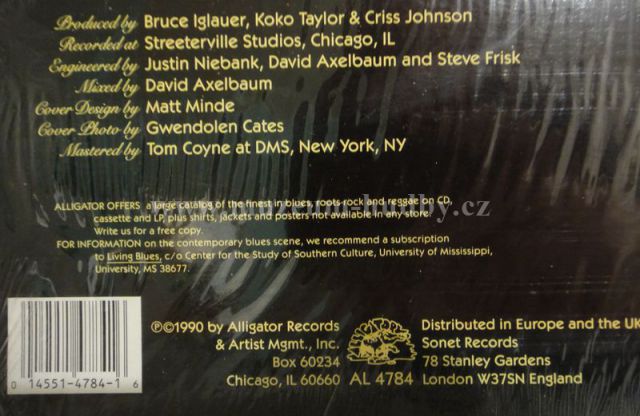 Produced by Bruce Iglauer, Koko Taylor & Criss Johnson
Recorded at Streeterville Studios, Chicago, IL
Engineered by Justin Niebank, David Axelbaum and Steve Frisk
Mixed by David Axelbaum
Cover Design by Matt Minde
Cover Photo by Gwendolen Cates
Mastered by Tom Coyne at DMS, New York, NY
ALLIGATOR OFFERS a large catalog of the finest in blues, roots rock and reggae on CD,
cassette and LP, plus shirts, jackets and posters not available in any store.
Write us for a free copy.
FOR INFORMATION on the contemporary blues scene, we recommend a subscription
to Living Blues, c/o Center for the Study of Southern Culture, University of Mississippi,
University, MS 38677.
℗©1990 by Alligator Records
& Artist Mgmt., Inc.
Box 60234
Chicago, IL 60660
AL 4784
Distributed in Europe and the UK
Sonet Records
78 Stanley Gardens
London W37SN England
0 14551-4784-1 6